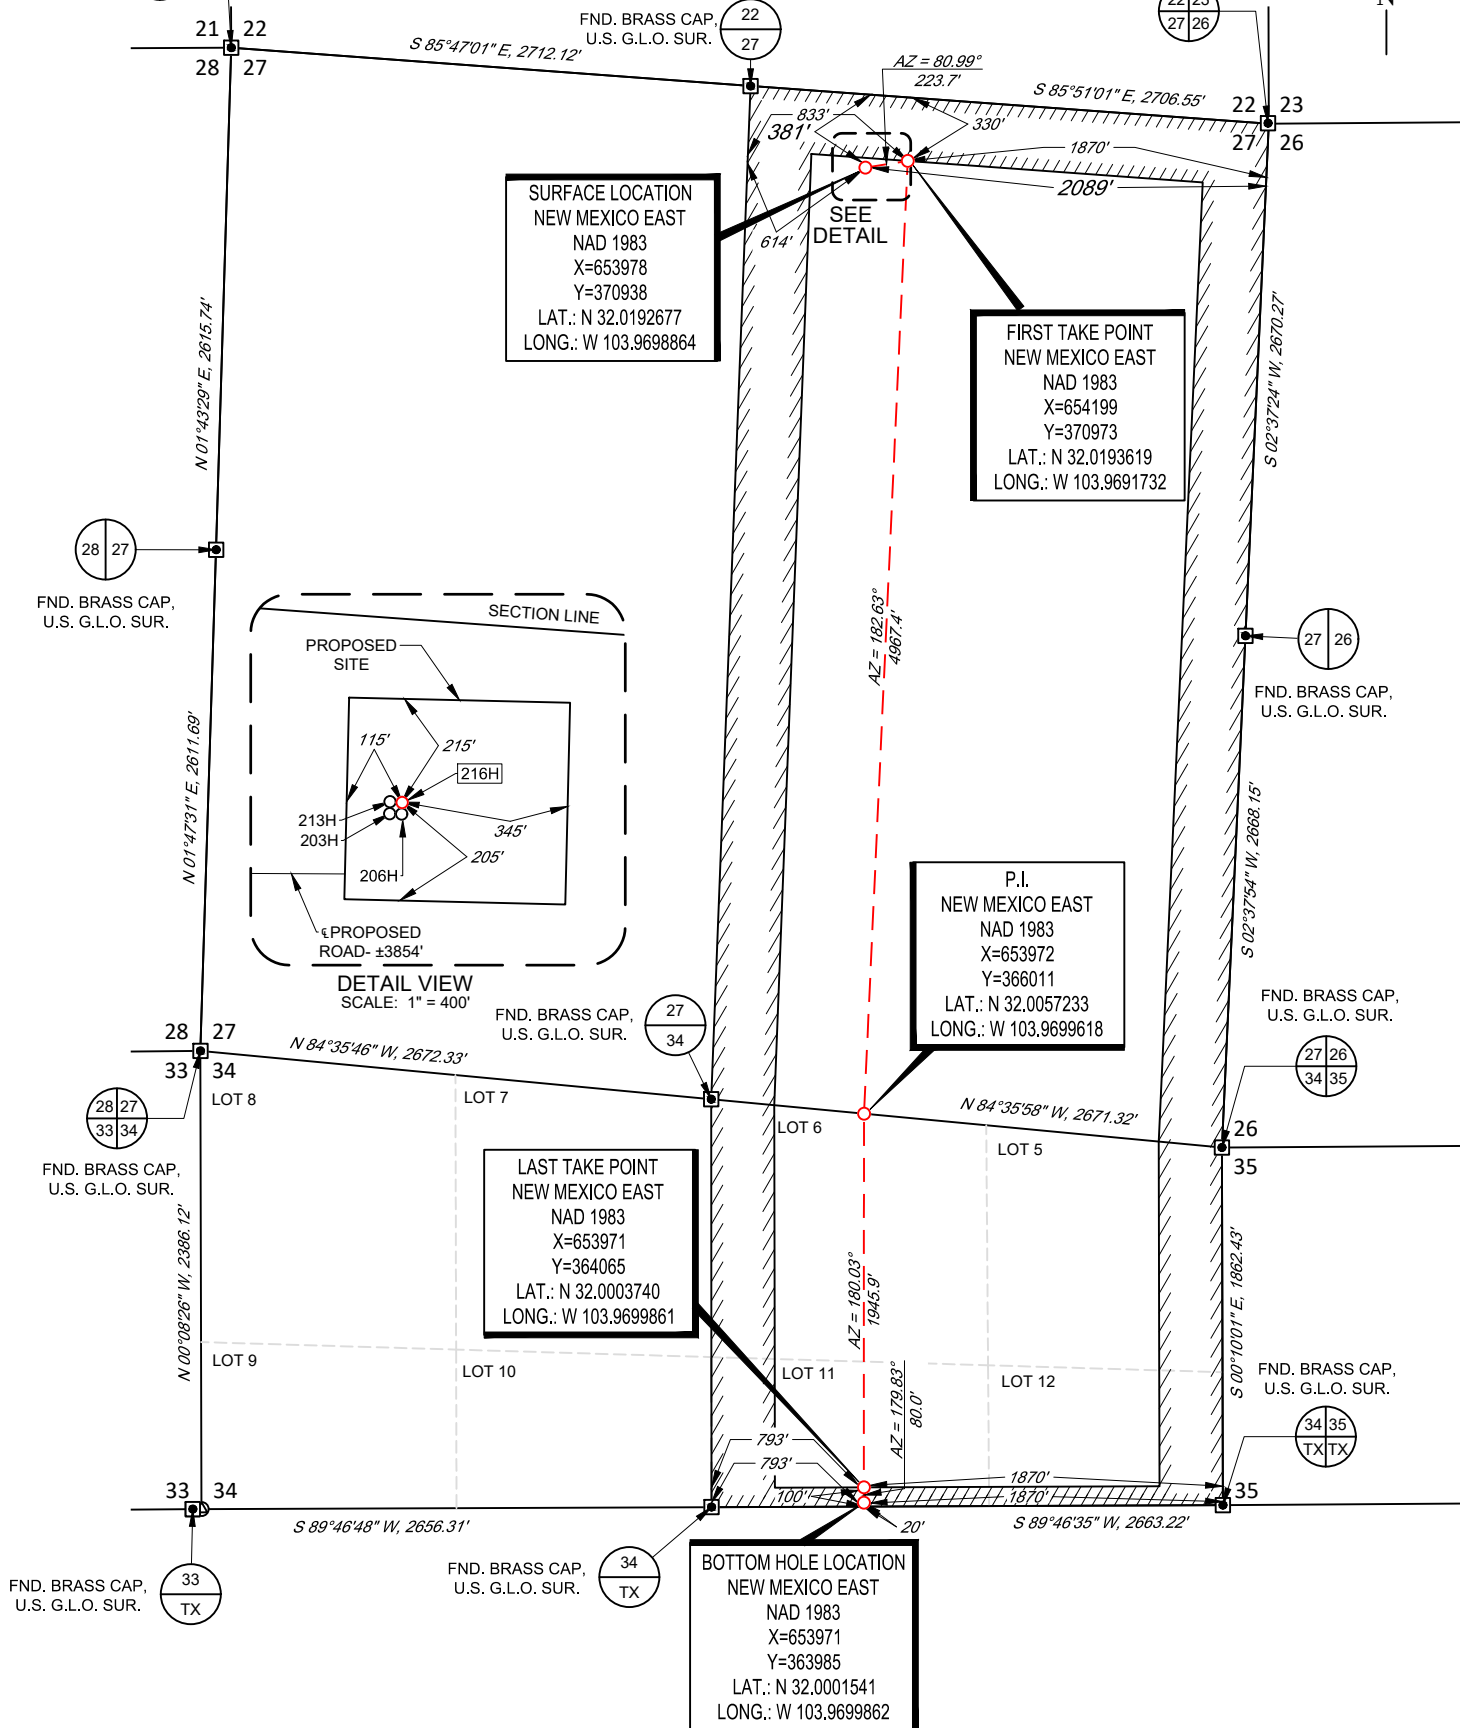 FND. BRASS CAP,
U.S. G.L.O. SUR.
22
27
22 23
27 26
N
21 22
28 27
S 85°47'01" E, 2712.12'
AZ = 80.99°
223.7'
S 85°51'01" E, 2706.55'
22 23
27 26
833'
381'
330'
1870'
2089'
614'
SEE
DETAIL
SURFACE LOCATION
NEW MEXICO EAST
NAD 1983
X=653978
Y=370938
LAT.: N 32.0192677
LONG.: W 103.9698864
FIRST TAKE POINT
NEW MEXICO EAST
NAD 1983
X=654199
Y=370973
LAT.: N 32.0193619
LONG.: W 103.9691732
N 01°43'29" E, 2615.74'
S 02°37'24" W, 2670.27'
28 27
FND. BRASS CAP,
U.S. G.L.O. SUR.
27 26
FND. BRASS CAP,
U.S. G.L.O. SUR.
AZ = 182.63°
4967.4'
SECTION LINE
PROPOSED
SITE
115'
215'
216H
213H
203H
345'
205'
206H
℄PROPOSED
ROAD- ±3854'
DETAIL VIEW
SCALE: 1" = 400'
N 01°47'31" E, 2611.69'
S 02°37'54" W, 2668.15'
P.I.
NEW MEXICO EAST
NAD 1983
X=653972
Y=366011
LAT.: N 32.0057233
LONG.: W 103.9699618
FND. BRASS CAP,
U.S. G.L.O. SUR.
27
34
FND. BRASS CAP,
U.S. G.L.O. SUR.
27 26
34 35
28 27
33 34
N 84°35'46" W, 2672.33'
N 84°35'58" W, 2671.32'
28 27
33 34
FND. BRASS CAP,
U.S. G.L.O. SUR.
LOT 8
LOT 7
LOT 6
LOT 5
26
35
LAST TAKE POINT
NEW MEXICO EAST
NAD 1983
X=653971
Y=364065
LAT.: N 32.0003740
LONG.: W 103.9699861
N 00°08'26" W, 2386.12'
AZ = 180.03°
1945.9'
S 00°10'01" E, 1862.43'
LOT 9
LOT 10
LOT 11
LOT 12
AZ = 179.83°
80.0'
FND. BRASS CAP,
U.S. G.L.O. SUR.
34 35
TX TX
793'
793'
1870'
1870'
100'
20'
33 34
35
S 89°46'48" W, 2656.31'
S 89°46'35" W, 2663.22'
FND. BRASS CAP,
U.S. G.L.O. SUR.
33
TX
FND. BRASS CAP,
U.S. G.L.O. SUR.
34
TX
BOTTOM HOLE LOCATION
NEW MEXICO EAST
NAD 1983
X=653971
Y=363985
LAT.: N 32.0001541
LONG.: W 103.9699862